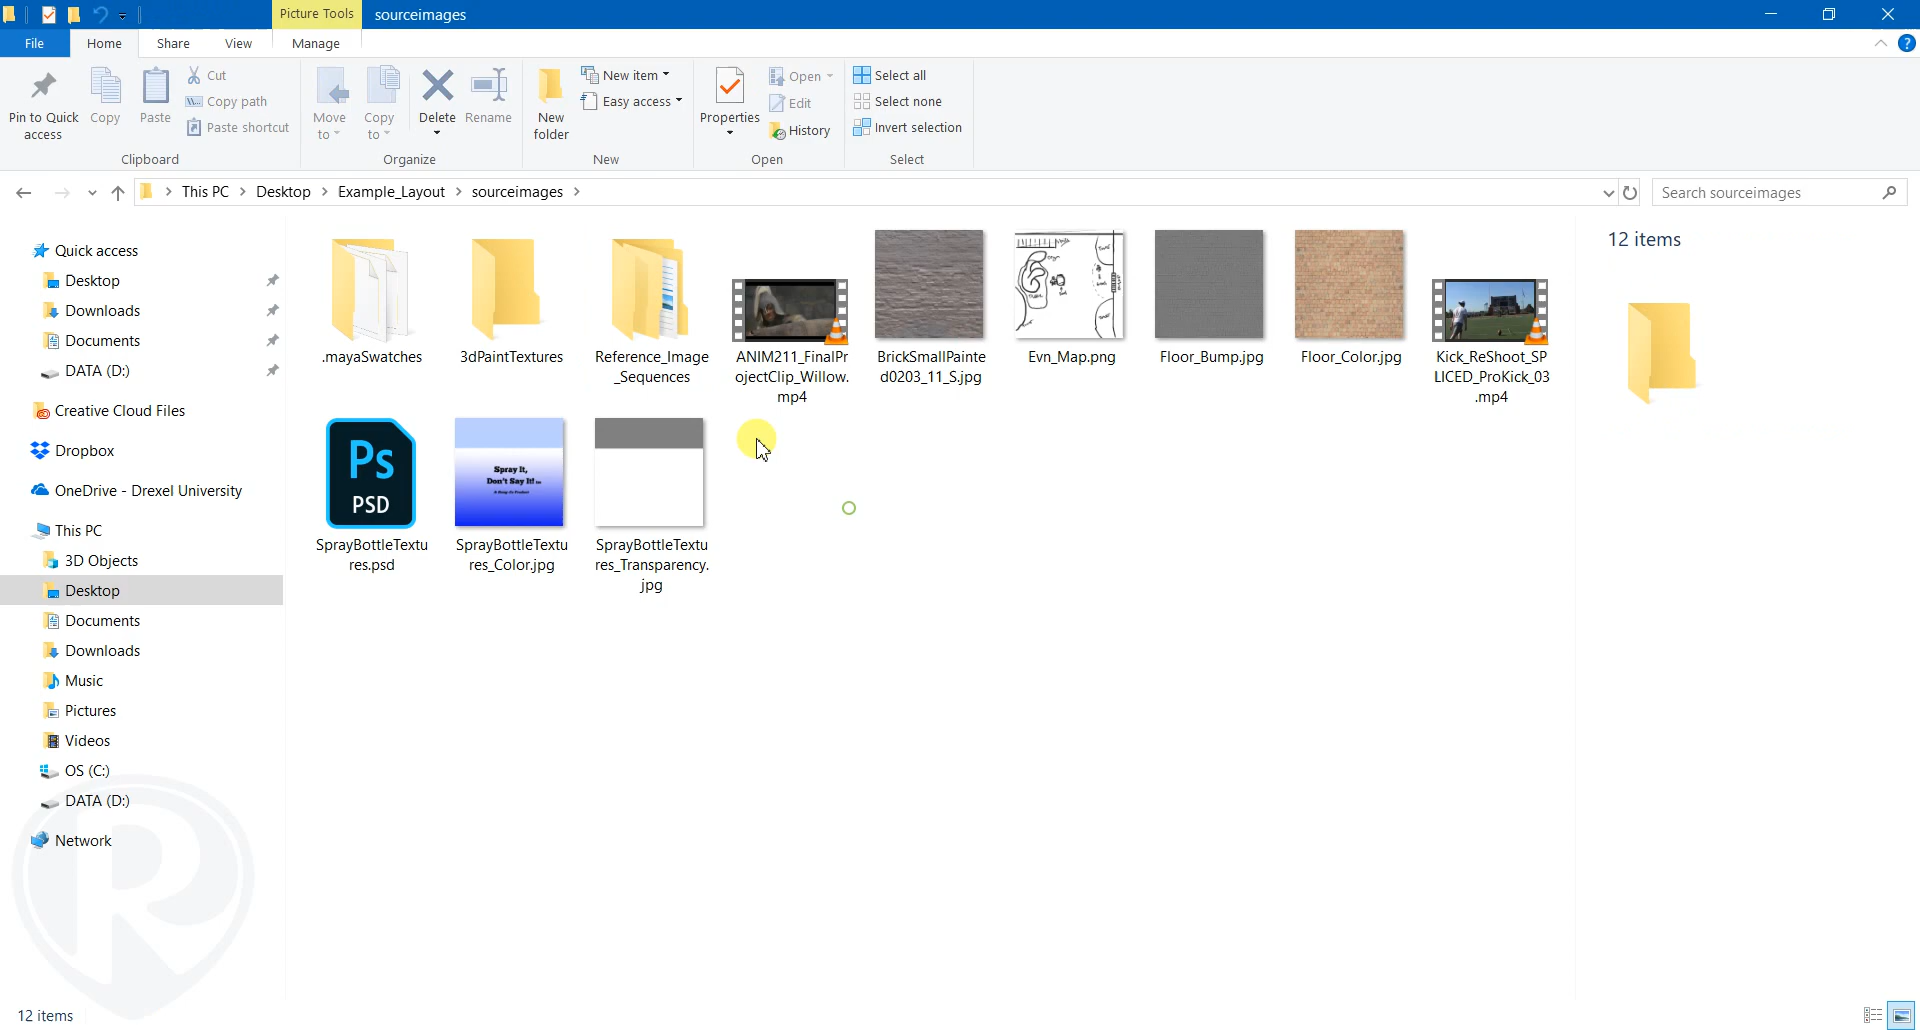 Picture Tools
sourceimages
File
Home
Share
View
Manage
Pin to Quick
access
Copy
Paste
Cut
Copy path
Paste shortcut
Clipboard
Move
to
Copy
to
Delete
Rename
Organize
New
folder
New item
Easy access
New
Properties
Open
Edit
History
Open
Select all
Select none
Invert selection
Select
This PC
Desktop
Example_Layout
sourceimages
Search sourceimages
Quick access
Desktop
Downloads
Documents
DATA (D:)
Creative Cloud Files
Dropbox
OneDrive - Drexel University
This PC
3D Objects
Desktop
Documents
Downloads
Music
Pictures
Videos
OS (C:)
DATA (D:)
Network
.mayaSwatches
3dPaintTextures
Reference_Image
_Sequences
ANIM211_FinalPr
ojectClip_Willow.
mp4
BrickSmallPainte
d0203_11_S.jpg
Evn_Map.png
Floor_Bump.jpg
Floor_Color.jpg
Kick_ReShoot_SP
LICED_ProKick_03
.mp4
Ps
PSD
SprayBottleTextu
res.psd
Spray It,
Don't Say It!
SprayBottleTextu
res_Color.jpg
SprayBottleTextu
res_Transparency.
jpg
12 items
R
12 items